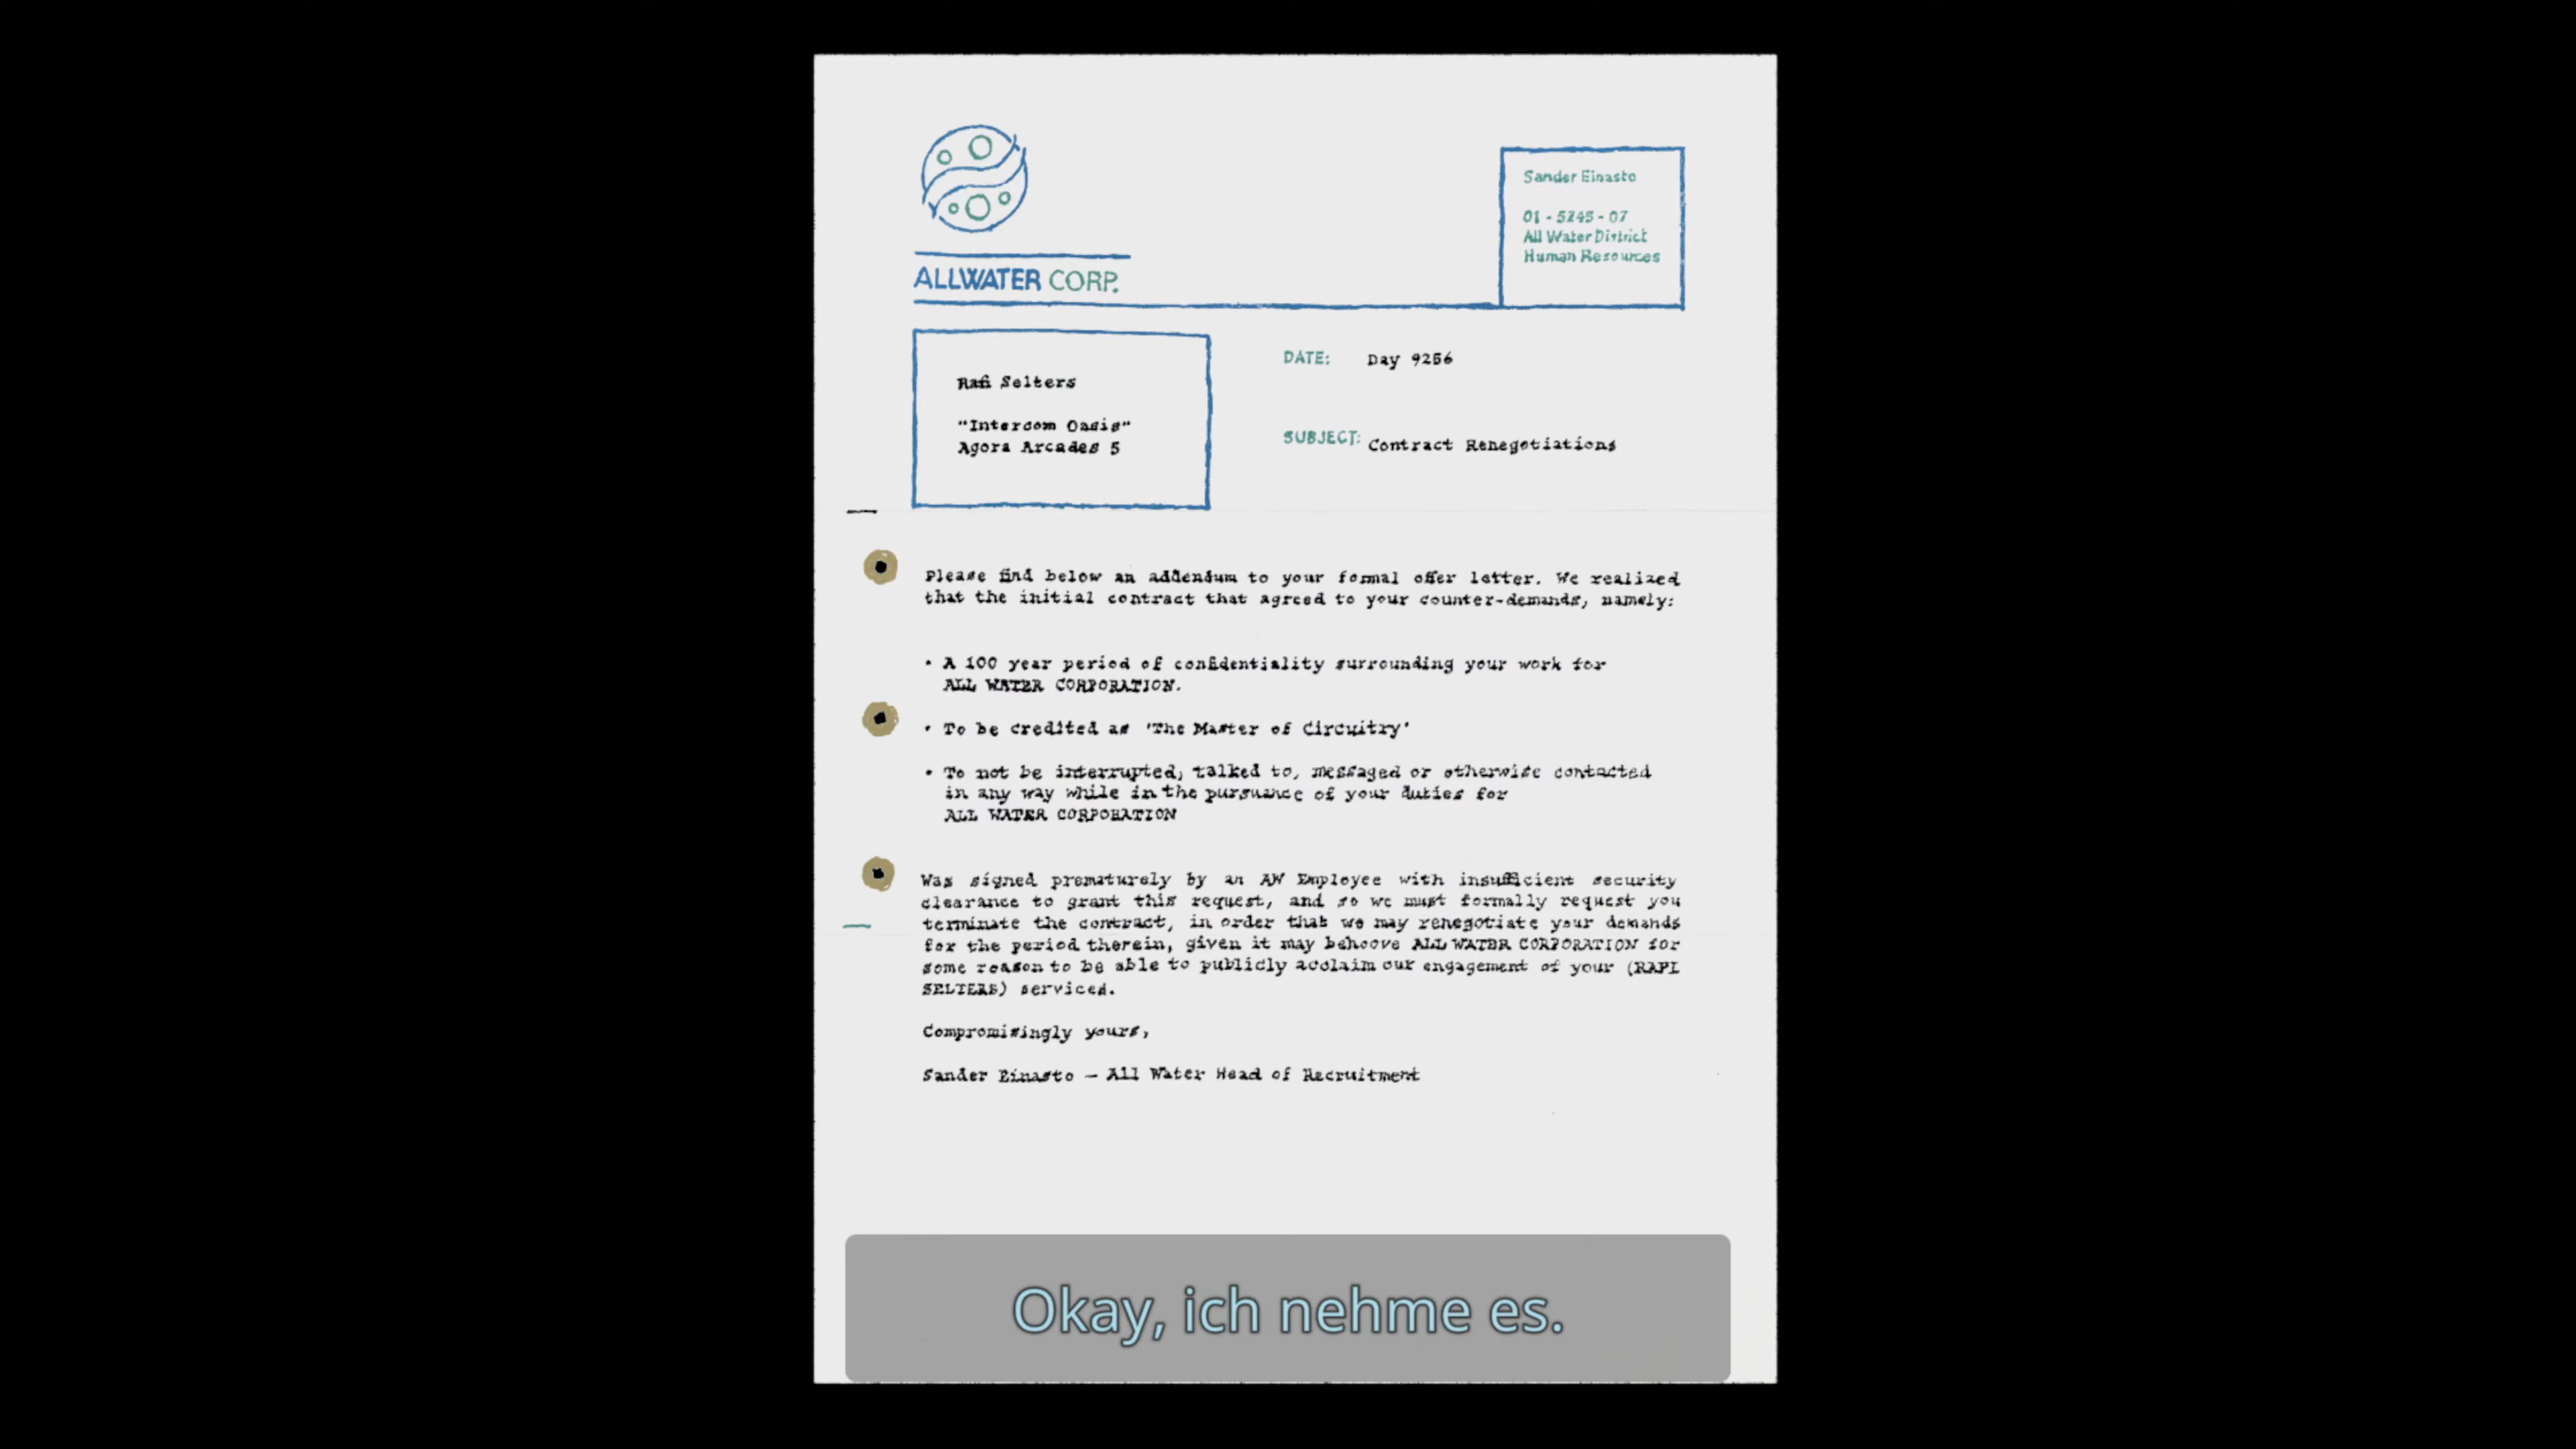 ALLWATER CORP.
Sander Einasto
01 - 5245 - 07
All Water District
Human Resources
Rafi Selters
"Intercom Oasis"
Agora Arcades 5
DATE: Day 9256
SUBJECT: Contract Renegotiations
Please find below an addendum to your formal offer letter. We realized
that the initial contract that agreed to your counter-demands, namely:
• A 100 year period of confidentiality surrounding your work for
ALL WATER CORPORATION.
• To be credited as 'The Master of Circuitry'
• To not be interrupted, talked to, messaged or otherwise contacted
in any way while in the pursuance of your duties for
ALL WATER CORPORATION
Was signed prematurely by an AW Employee with insufficient security
clearance to grant this request, and so we must formally request you
terminate the contract, in order that we may renegotiate your demands
for the period therein, given it may behoove ALL WATER CORPORATION for
some reason to be able to publicly acclaim our engagement of your (RAFI
SELTERS) services.
Compromisingly yours,
Sander Einasto — All Water Head of Recruitment
Okay, ich nehme es.